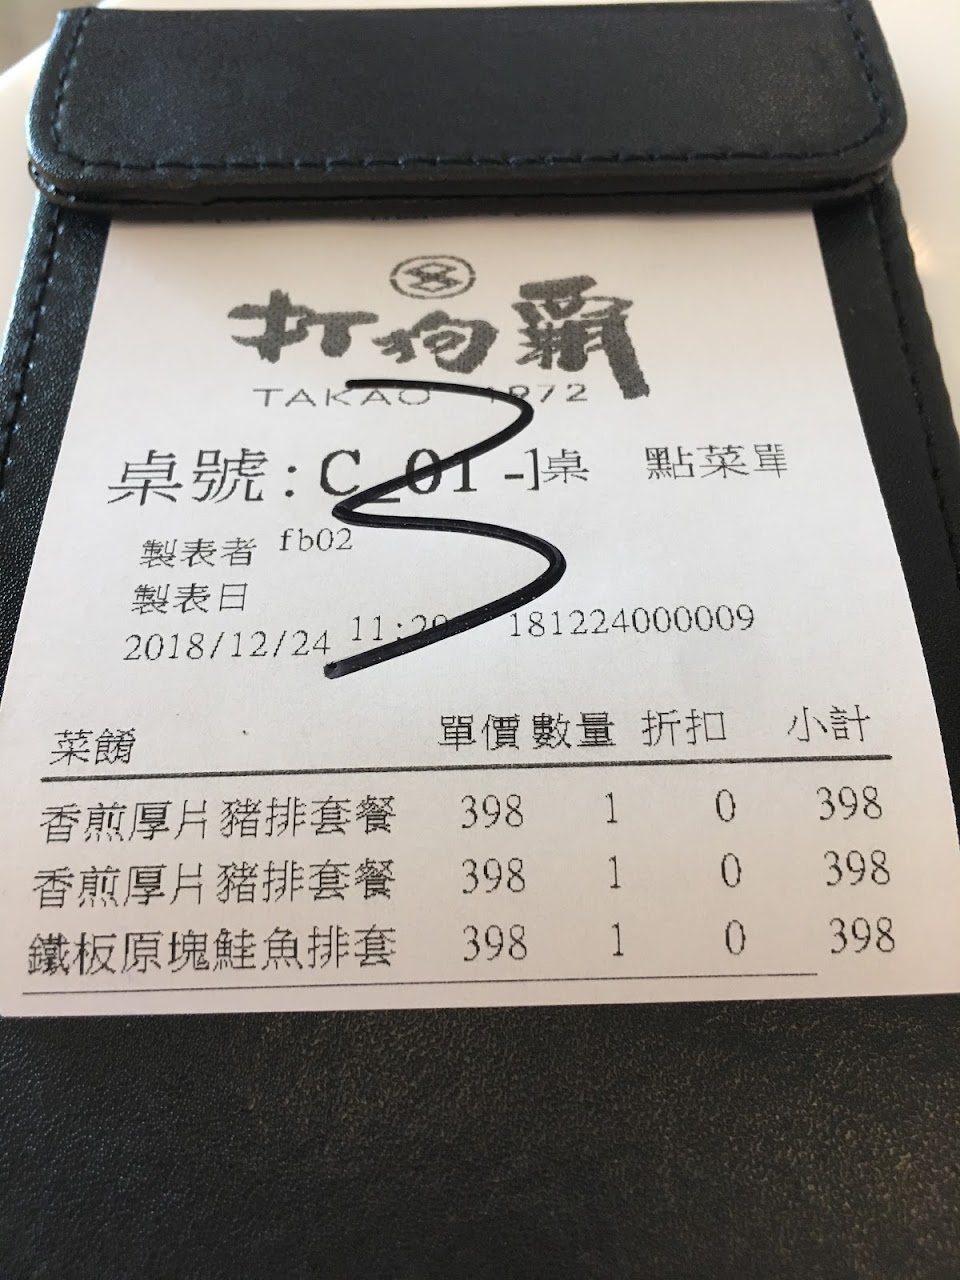 打狗霸
TAKAO 1972
桌號:C_01-1桌 點菜單
3
製表者 fb02
製表日
2018/12/24 11:29 181224000009
菜餚 單價 數量 折扣 小計
香煎厚片豬排套餐 398 1 0 398
香煎厚片豬排套餐 398 1 0 398
鐵板原塊鮭魚排套 398 1 0 398